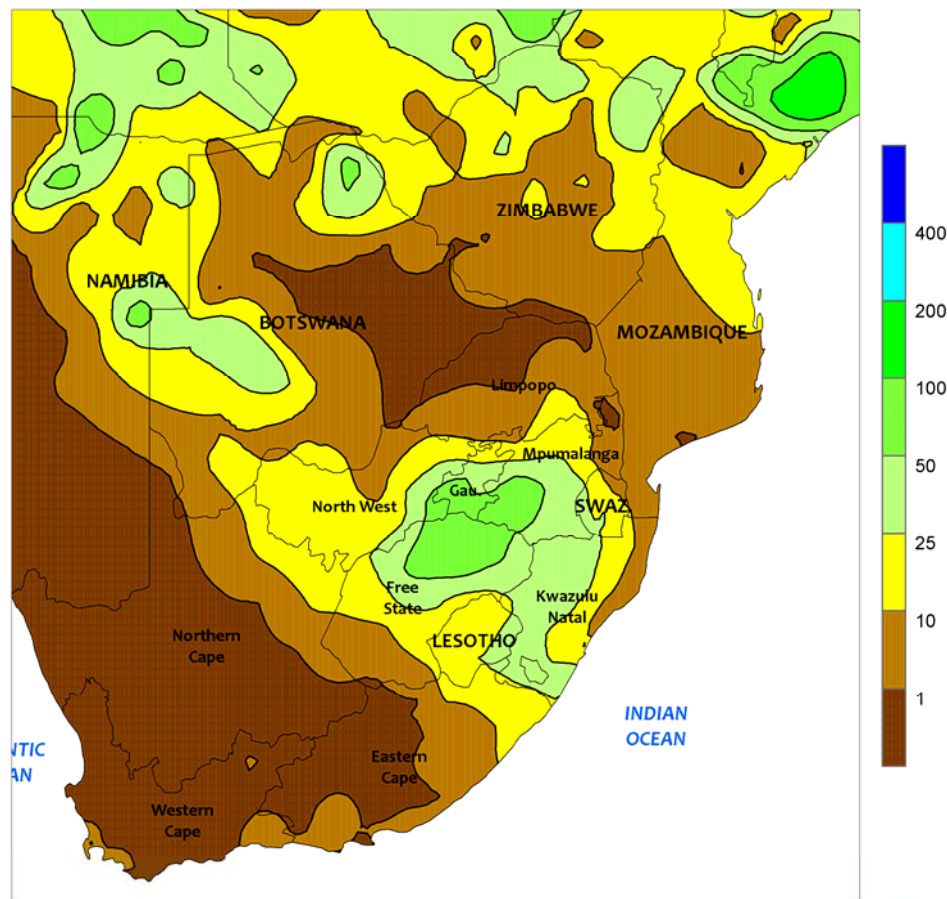 ZIMBABWE
NAMIBIA
BOTSWANA
MOZAMBIQUE
Limpopo
Mpumalanga
Gau.
North West
SWAZ.
Free
State
Kwazulu
Natal
Northern
Cape
LESOTHO
INDIAN
OCEAN
NTIC
AN
Eastern
Cape
Western
Cape
400
200
100
50
25
10
1